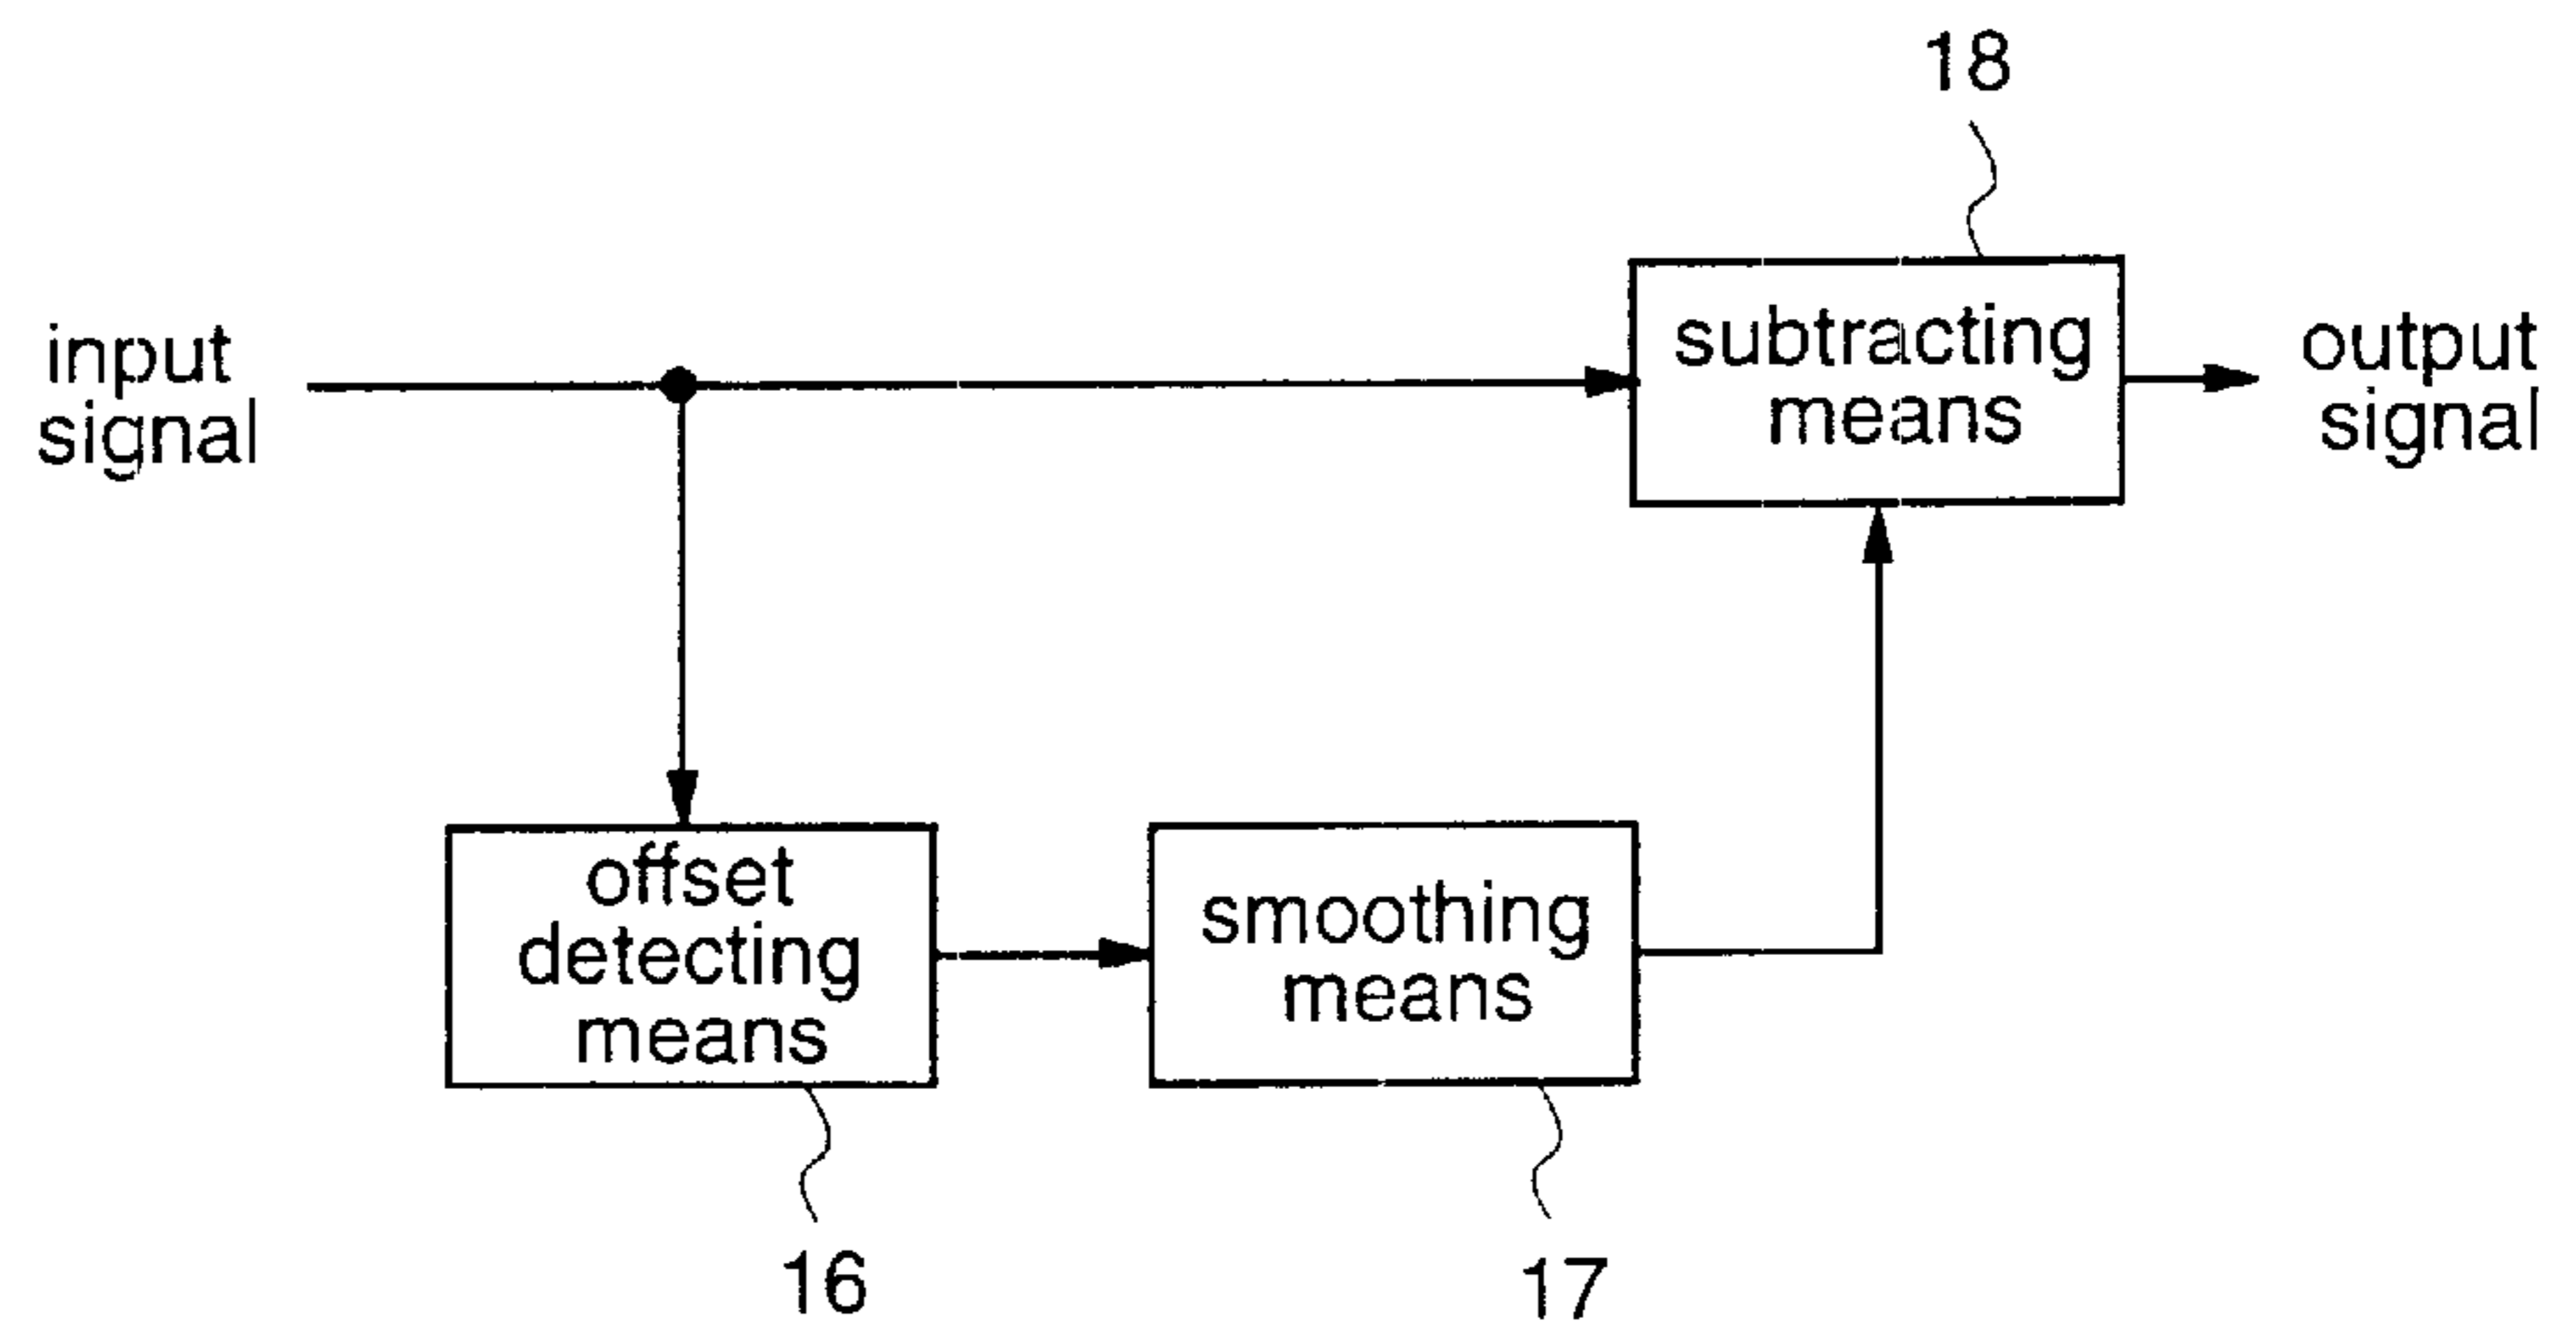 18
input
signal
subtracting
means
output
signal
offset
detecting
means
smoothing
means
16
17